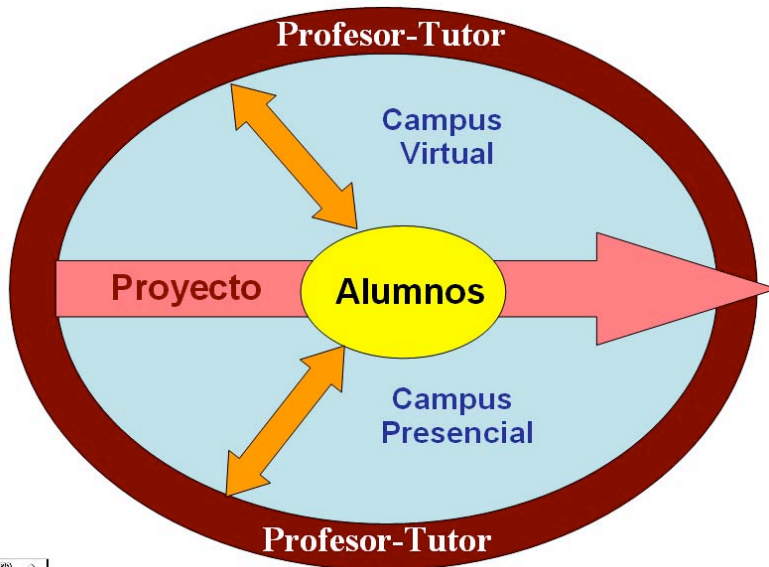 Profesor-Tutor
Campus
Virtual
Proyecto
Alumnos
Campus
Presencial
Profesor-Tutor